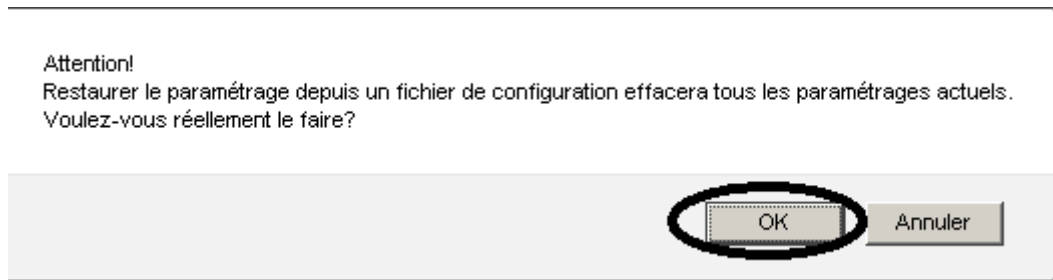 Attention!
Restaurer le paramétrage depuis un fichier de configuration effacera tous les paramétrages actuels.
Voulez-vous réellement le faire?
OK Annuler